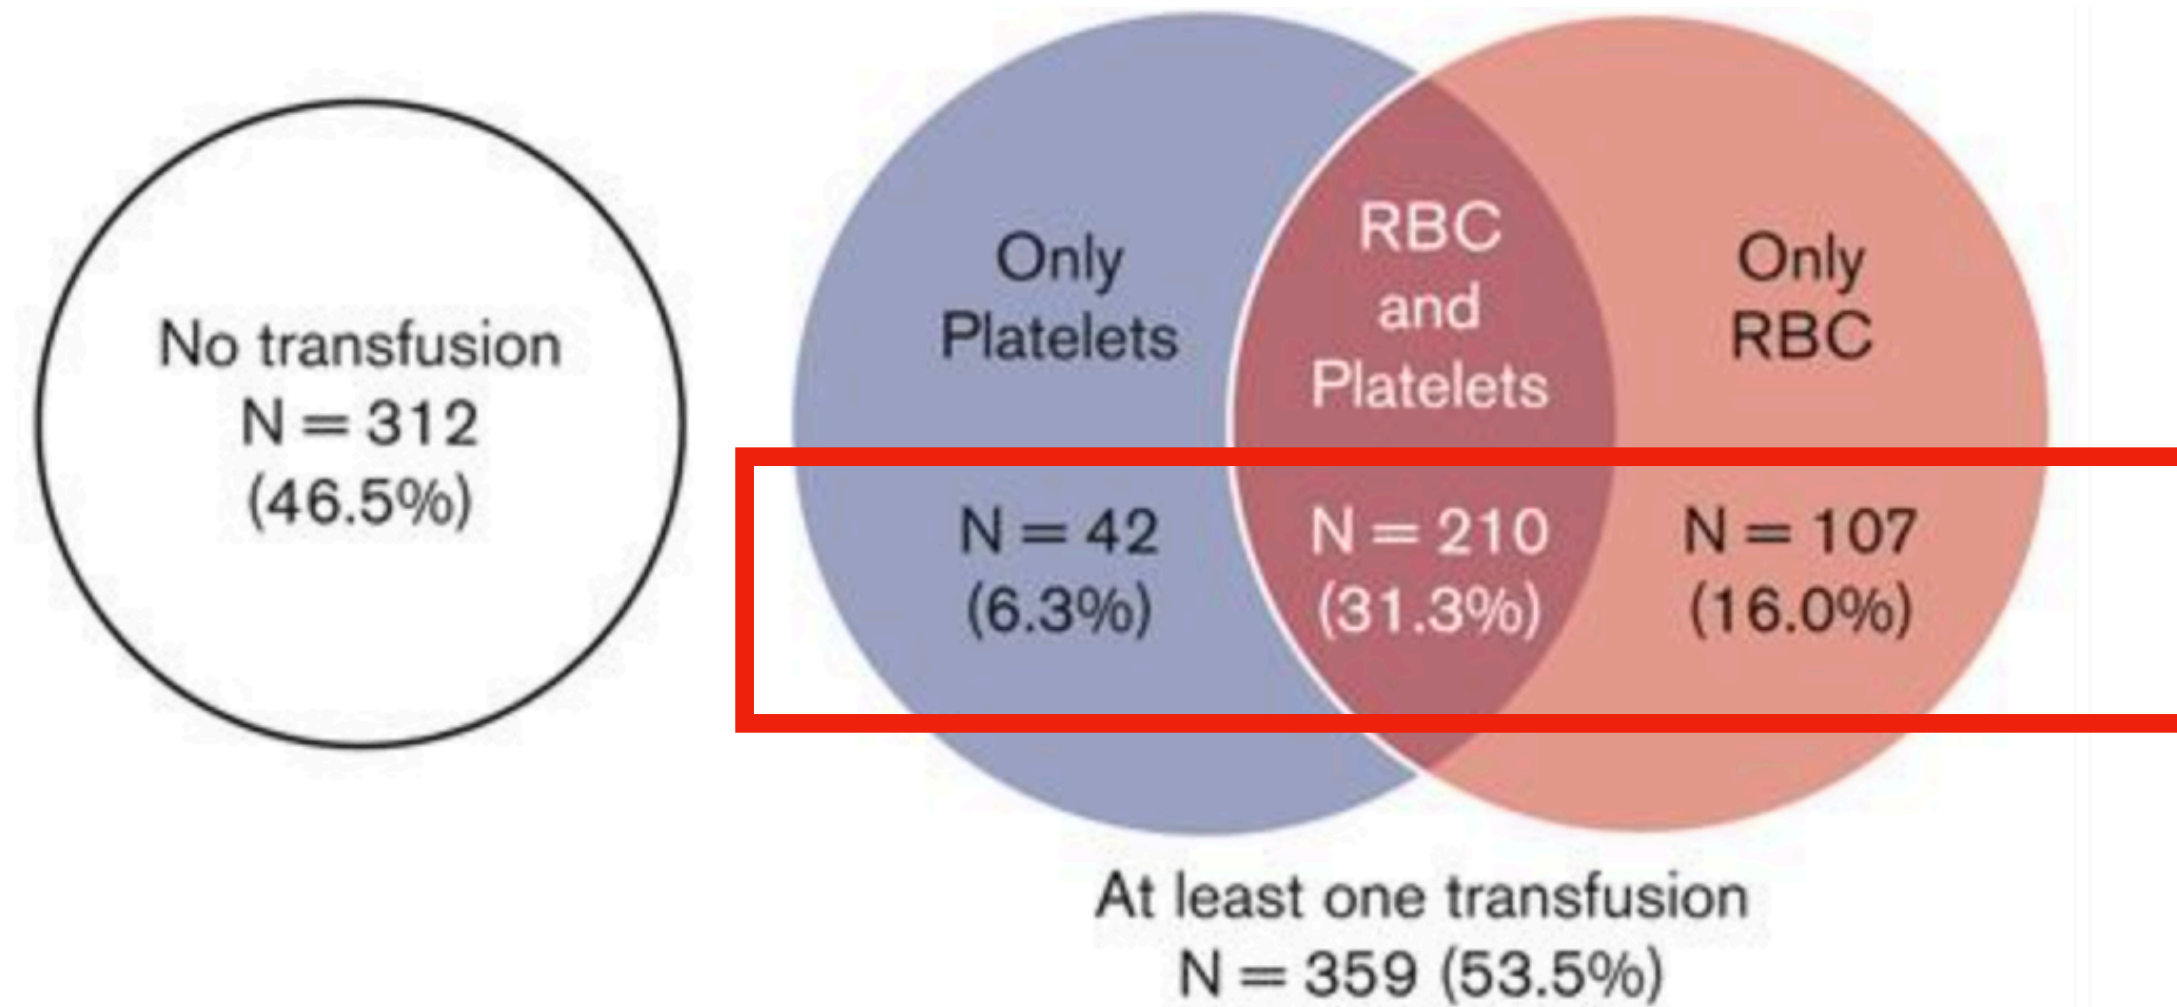 No transfusion
N = 312
(46.5%)
Only
Platelets
N = 42
(6.3%)
RBC
and
Platelets
N = 210
(31.3%)
Only
RBC
N = 107
(16.0%)
At least one transfusion
N = 359 (53.5%)